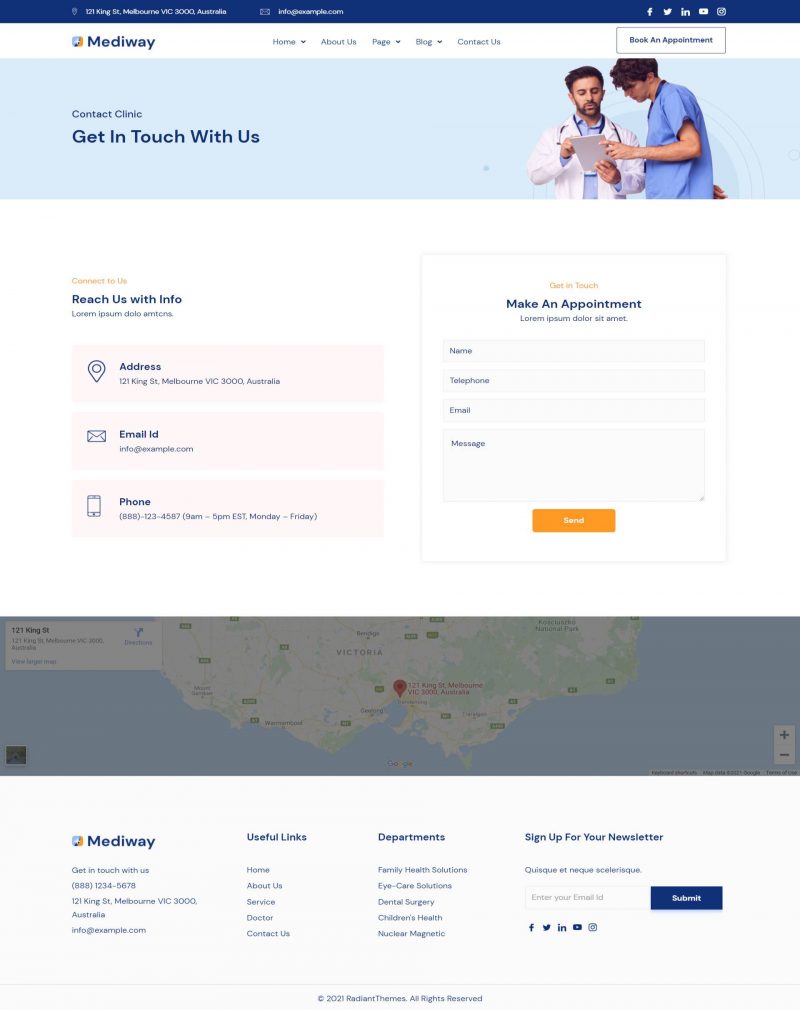 121 King St, Melbourne VIC 3000, Australia
info@example.com
Mediway
Home
About Us
Page
Blog
Contact Us
Book An Appointment
Contact Clinic
Get In Touch With Us
Connect to Us
Reach Us with Info
Lorem ipsum dolo amtcns.
Address
121 King St, Melbourne VIC 3000, Australia
Email Id
info@example.com
Phone
(888)-123-4587 (9am – 5pm EST, Monday – Friday)
Get in Touch
Make An Appointment
Lorem ipsum dolor sit amet.
Name
Telephone
Email
Message
Send
121 King St
121 King St, Melbourne VIC 3000,
Australia
Directions
View larger map
Kosciuszko
National Park
Bendigo
VICTORIA
Mount
Gambier
121 King St, Melbourne
VIC 3000, Australia
Geelong
Dandenong
Warrnambool
Traralgon
Google
Keyboard shortcuts
Map data ©2021 Google
Terms of Use
Mediway
Get in touch with us
(888) 1234-5678
121 King St, Melbourne VIC 3000,
Australia
info@example.com
Useful Links
Home
About Us
Service
Doctor
Contact Us
Departments
Family Health Solutions
Eye-Care Solutions
Dental Surgery
Children's Health
Nuclear Magnetic
Sign Up For Your Newsletter
Quisque et neque scelerisque.
Enter your Email Id
Submit
© 2021 RadiantThemes. All Rights Reserved